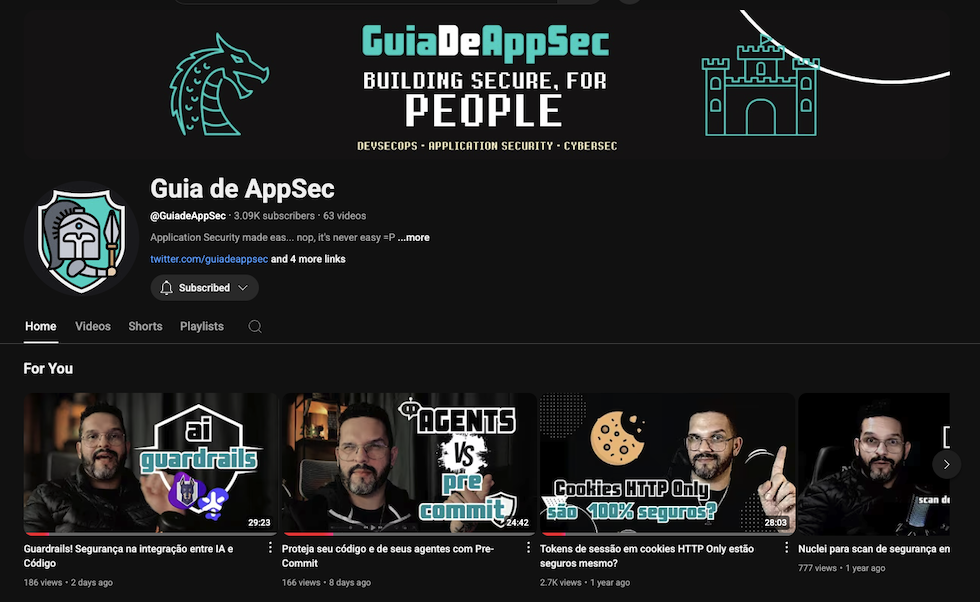 GuiaDeAppSec
BUILDING SECURE, FOR
PEOPLE
DEVSECOPS · APPLICATION SECURITY · CYBERSEC
Guia de AppSec
@GuiadeAppSec · 3.09K subscribers · 63 videos
Application Security made eas... nop, it's never easy =P ...more
twitter.com/guiadeappsec and 4 more links
Subscribed
Home Videos Shorts Playlists
For You
ai
guardrails
29:23
AGENTS
VS
pre
commit
24:42
Cookies HTTP Only
são 100% seguros?
28:03
scan de
Guardrails! Segurança na integração entre IA e
Código
186 views · 2 days ago
Proteja seu código e de seus agentes com Pre-
Commit
166 views · 8 days ago
Tokens de sessão em cookies HTTP Only estão
seguros mesmo?
2.7K views · 1 year ago
Nuclei para scan de segurança en
777 views · 1 year ago